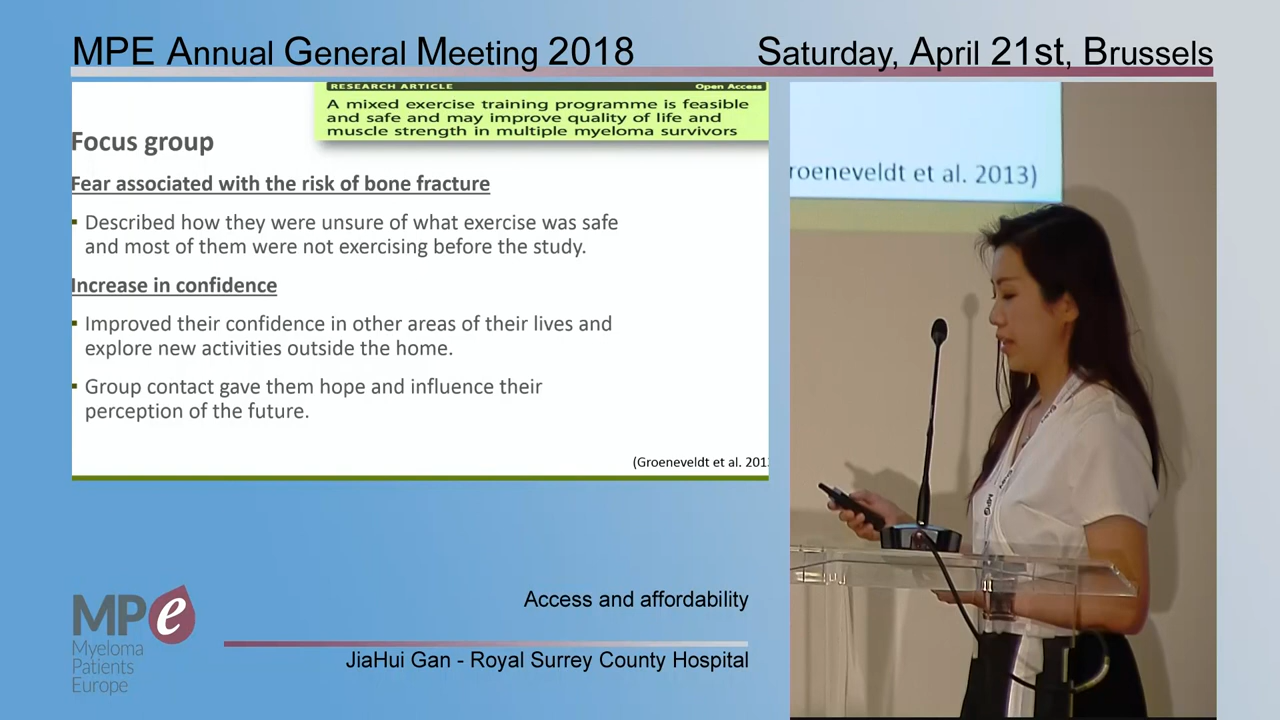 MPE Annual General Meeting 2018
Saturday, April 21st, Brussels
RESEARCH ARTICLE
Open Access
A mixed exercise training programme is feasible
and safe and may improve quality of life and
muscle strength in multiple myeloma survivors
Focus group
Fear associated with the risk of bone fracture
▪ Described how they were unsure of what exercise was safe
and most of them were not exercising before the study.
Increase in confidence
▪ Improved their confidence in other areas of their lives and
explore new activities outside the home.
▪ Group contact gave them hope and influence their
perception of the future.
(Groeneveldt et al. 201
roeneveldt et al. 2013)
MPe
Myeloma
Patients
Europe
Access and affordability
JiaHui Gan - Royal Surrey County Hospital